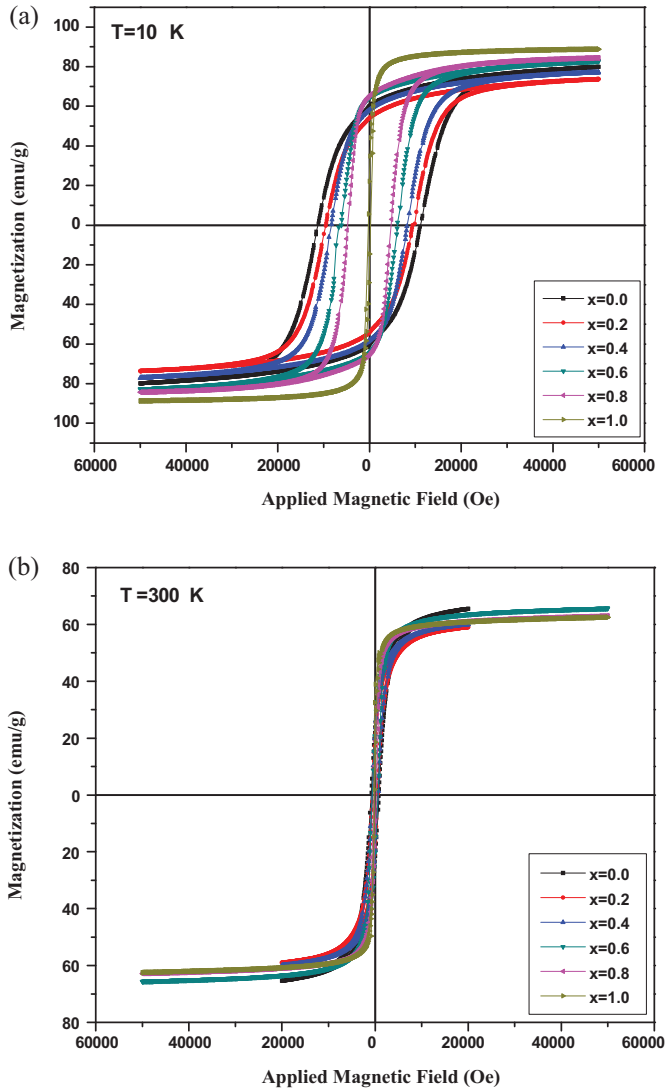 (a)
T=10 K
Magnetization (emu/g)
100
80
60
40
20
0
20
40
60
80
100
60000 40000 20000 0 20000 40000 60000
Applied Magnetic Field (Oe)
x=0.0
x=0.2
x=0.4
x=0.6
x=0.8
x=1.0
(b)
T =300 K
Magnetization (emu/g)
80
60
40
20
0
20
40
60
80
60000 40000 20000 0 20000 40000 60000
Applied Magnetic Field (Oe)
x=0.0
x=0.2
x=0.4
x=0.6
x=0.8
x=1.0